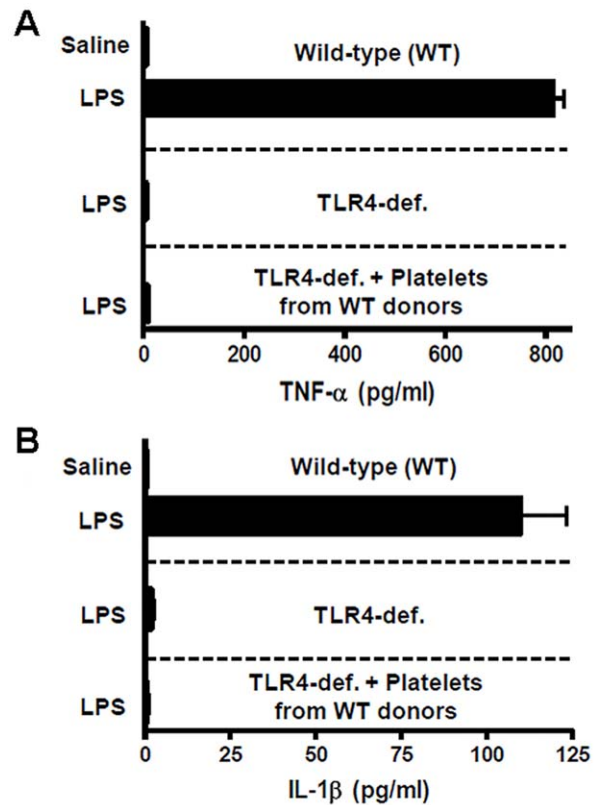 A
Saline
Wild-type (WT)
LPS
LPS
TLR4-def.
LPS
TLR4-def. + Platelets
from WT donors
0 200 400 600 800
TNF-α (pg/ml)
B
Saline
Wild-type (WT)
LPS
LPS
TLR4-def.
LPS
TLR4-def. + Platelets
from WT donors
0 25 50 75 100 125
IL-1β (pg/ml)